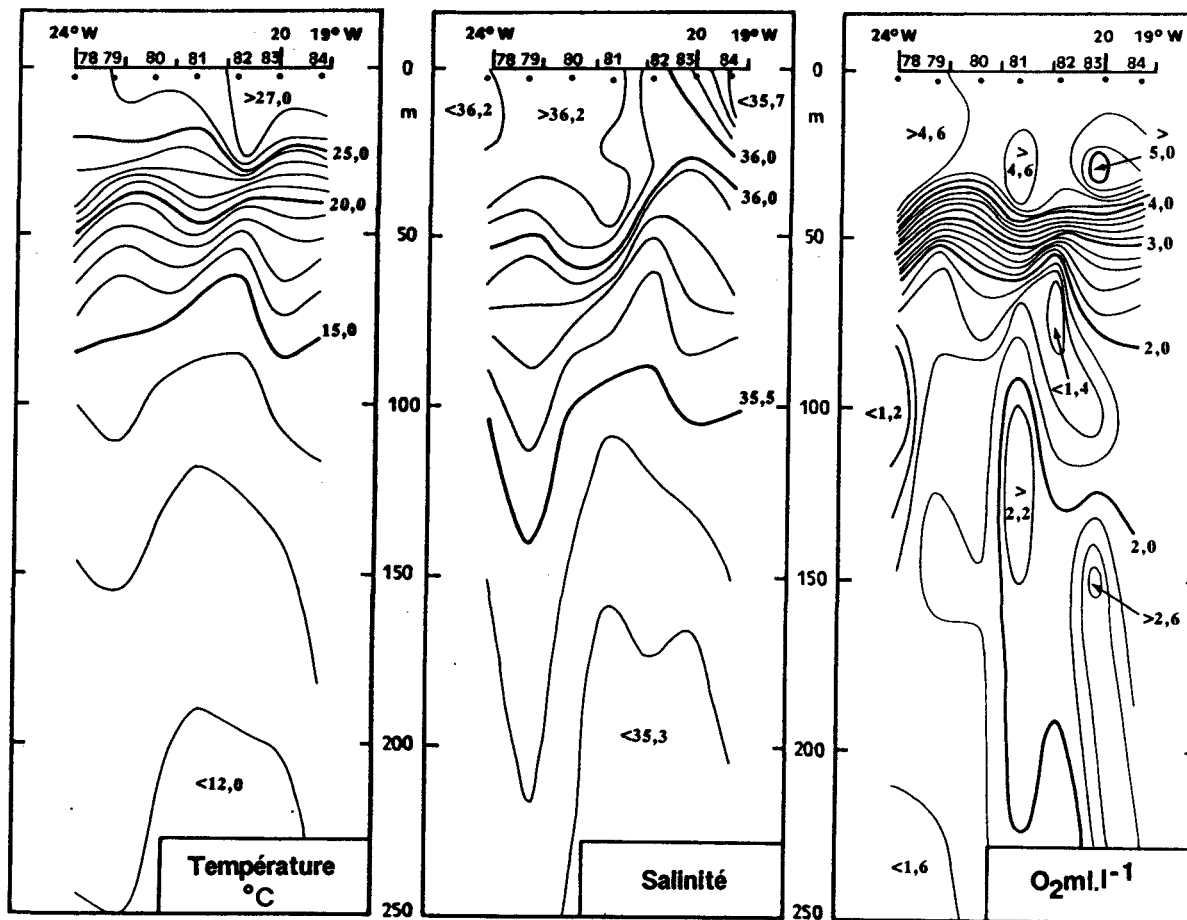 24° W 20 19° W
78 79 80 81 82 83 84
>27,0
25,0
20,0
15,0
<12,0
Température
°C
0
m
50
100
150
200
250
24° W 20 19° W
78 79 80 81 82 83 84
<36,2 >36,2 <35,7
36,0
36,0
35,5
<35,3
Salinité
0
m
50
100
150
200
250
24° W 20 19° W
78 79 80 81 82 83 84
>4,6
>
4,6
>
5,0
4,0
3,0
2,0
<1,4
<1,2
>
2,2
2,0
>2,6
<1,6
O₂ml.l⁻¹